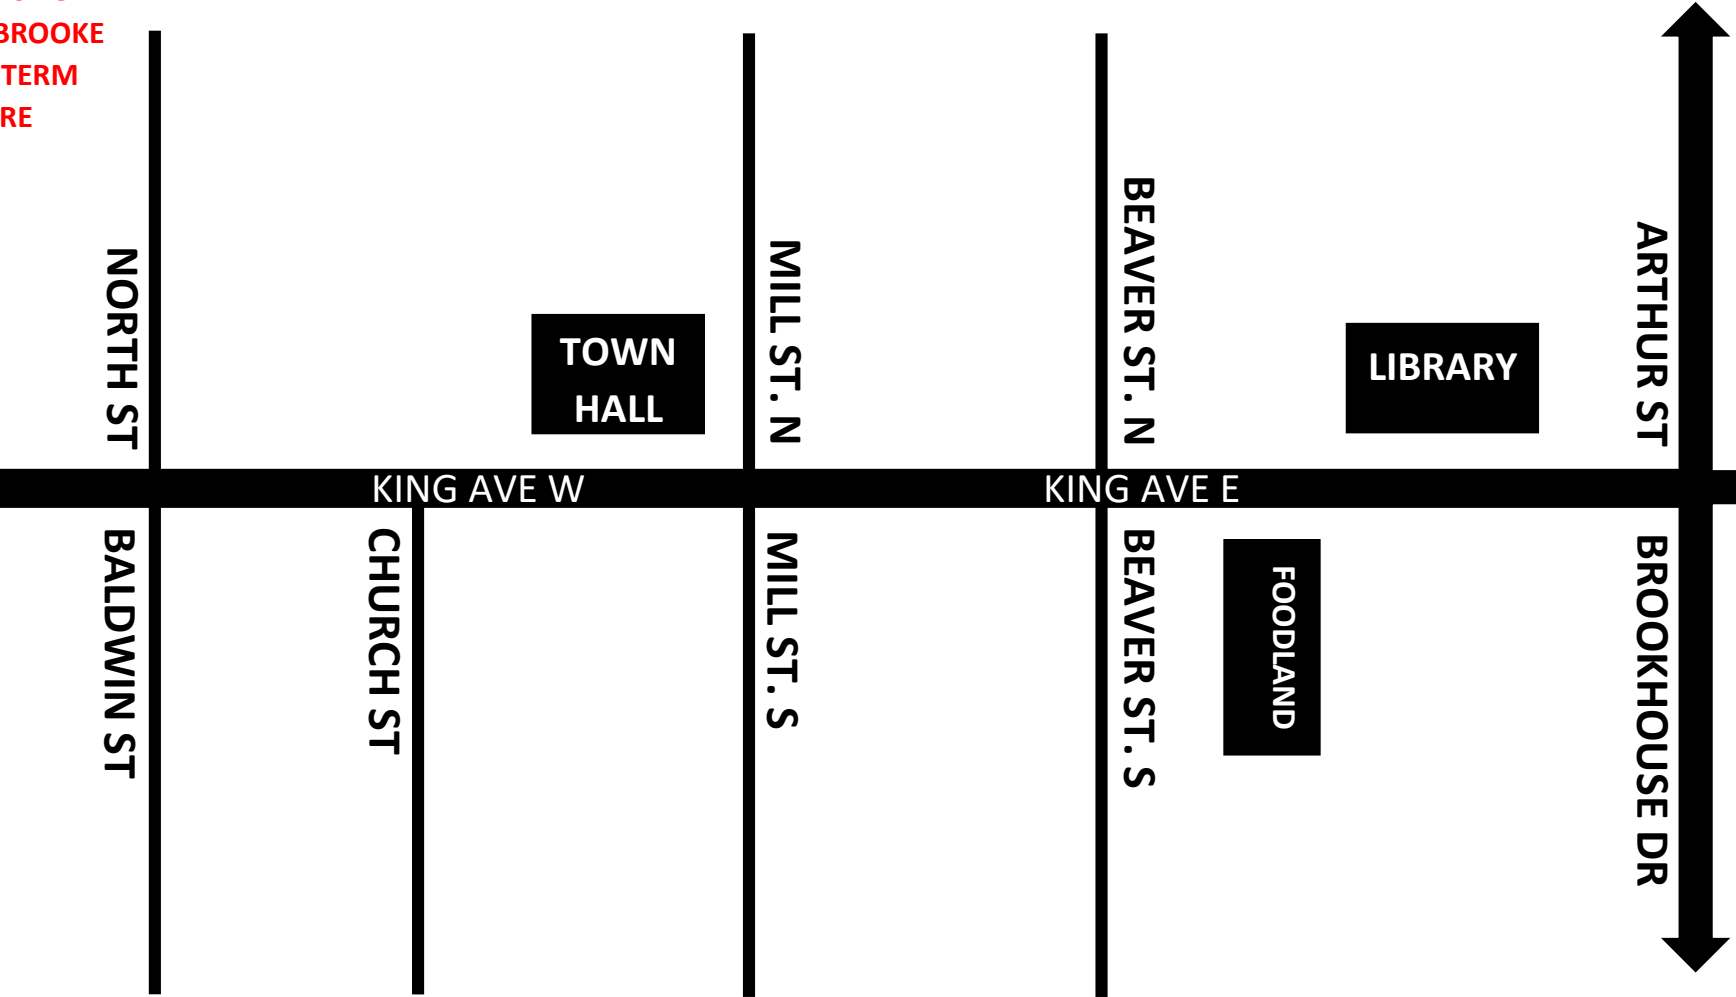 BROOKE
TERM
RE
NORTH ST
TOWN
HALL
MILL ST. N
BEAVER ST. N
LIBRARY
ARTHUR ST
KING AVE W
KING AVE E
BALDWIN ST
CHURCH ST
MILL ST. S
BEAVER ST. S
FOODLAND
BROOKHOUSE DR